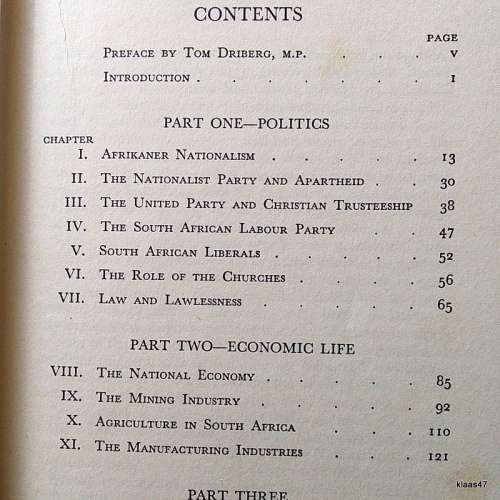 CONTENTS
PAGE
PREFACE BY TOM DRIBERG, M.P. . . . V
INTRODUCTION . . . . . . . 1
PART ONE—POLITICS
CHAPTER
I. AFRIKANER NATIONALISM . . . . . 13
II. THE NATIONALIST PARTY AND APARTHEID . . 30
III. THE UNITED PARTY AND CHRISTIAN TRUSTEESHIP 38
IV. THE SOUTH AFRICAN LABOUR PARTY . . 47
V. SOUTH AFRICAN LIBERALS . . . . . 52
VI. THE ROLE OF THE CHURCHES . . . . 56
VII. LAW AND LAWLESSNESS . . . . . 65
PART TWO—ECONOMIC LIFE
VIII. THE NATIONAL ECONOMY . . . . . 85
IX. THE MINING INDUSTRY . . . . . 92
X. AGRICULTURE IN SOUTH AFRICA . . . 110
XI. THE MANUFACTURING INDUSTRIES . . . 121
PART THREE
klaas47